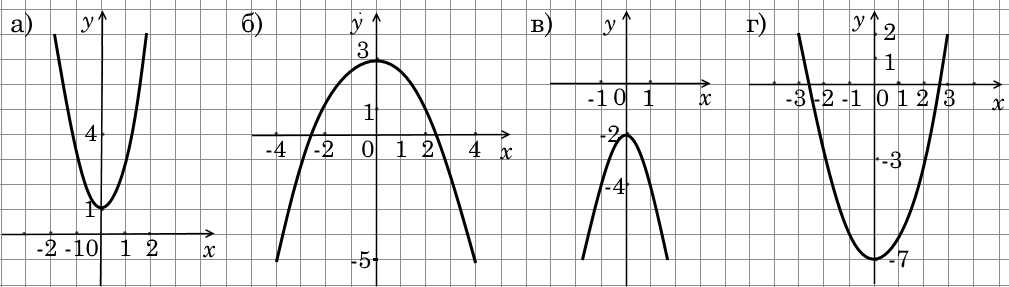 а) y 4 1 -2 -1 0 1 2 x
б) y 3 1 -4 -2 0 1 2 4 x -5
в) y -1 0 1 x -2 -4
г) y 2 1 -3 -2 -1 0 1 2 3 x -3 -7